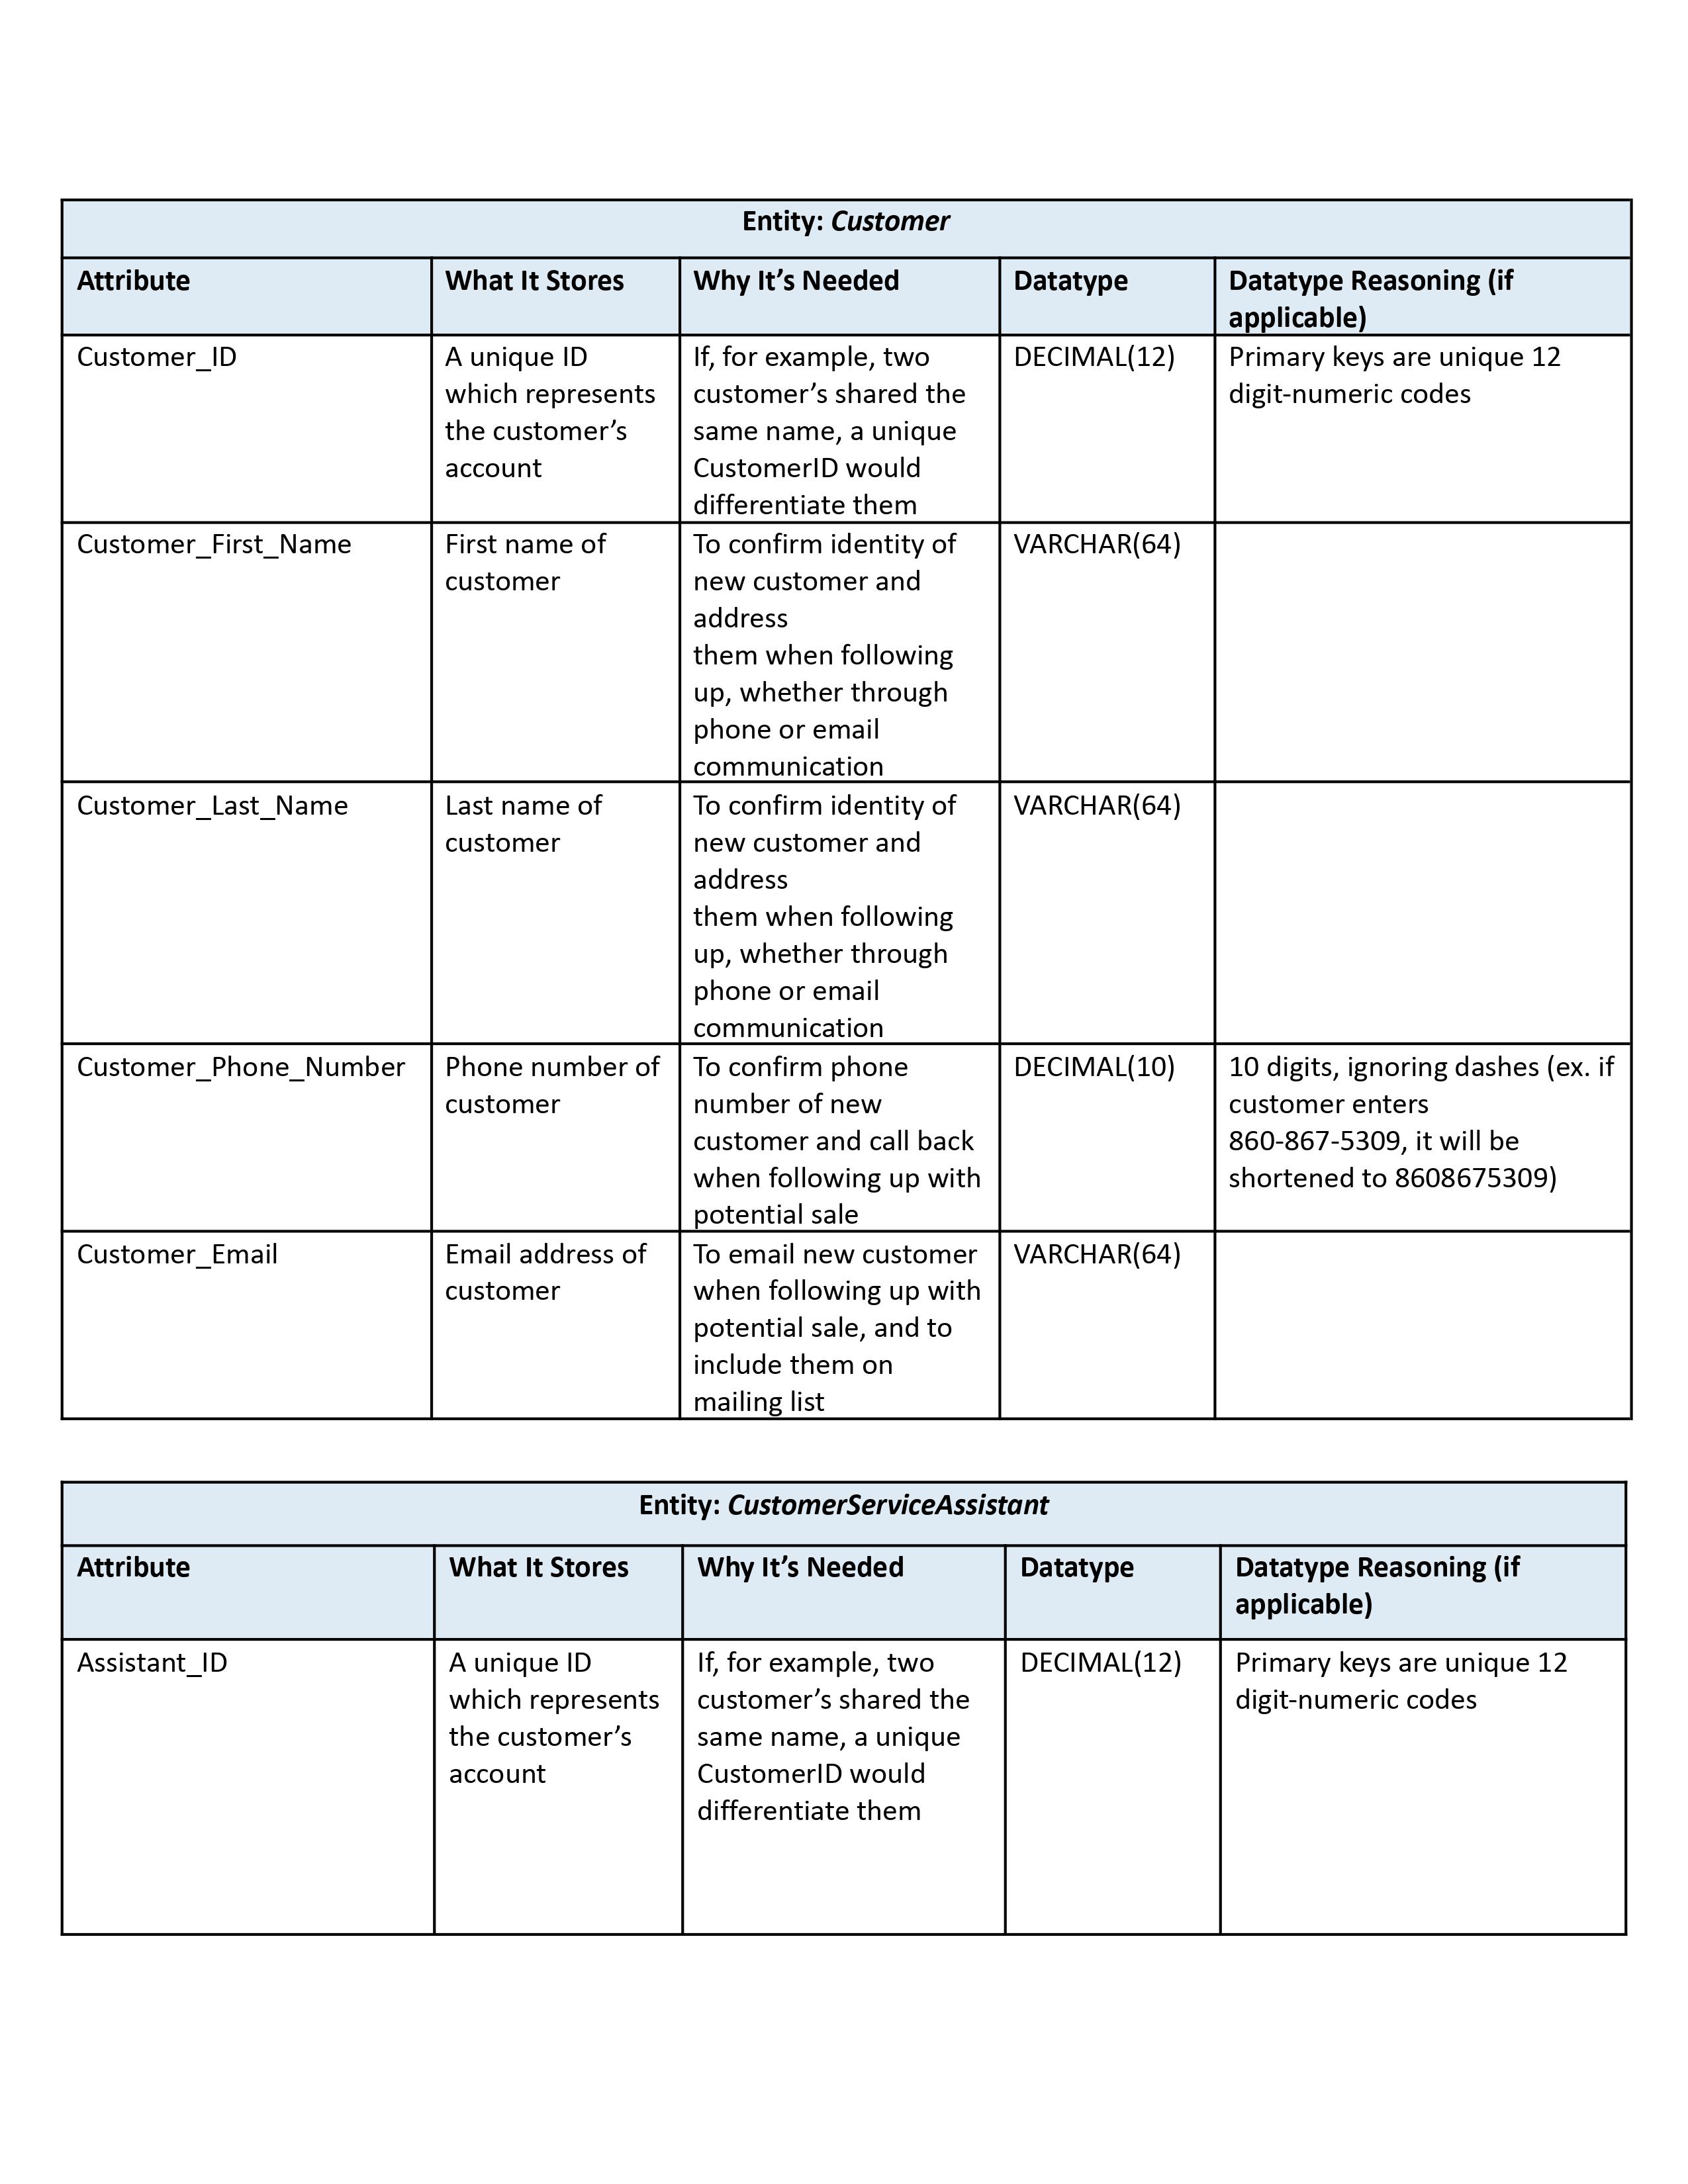 Entity: Customer
Attribute
What It Stores
Why It’s Needed
Datatype
Datatype Reasoning (if
applicable)
Customer_ID
A unique ID
which represents
the customer’s
account
If, for example, two
customer’s shared the
same name, a unique
CustomerID would
differentiate them
DECIMAL(12)
Primary keys are unique 12
digit-numeric codes
Customer_First_Name
First name of
customer
To confirm identity of
new customer and
address
them when following
up, whether through
phone or email
communication
VARCHAR(64)
Customer_Last_Name
Last name of
customer
To confirm identity of
new customer and
address
them when following
up, whether through
phone or email
communication
VARCHAR(64)
Customer_Phone_Number
Phone number of
customer
To confirm phone
number of new
customer and call back
when following up with
potential sale
DECIMAL(10)
10 digits, ignoring dashes (ex. if
customer enters
860-867-5309, it will be
shortened to 8608675309)
Customer_Email
Email address of
customer
To email new customer
when following up with
potential sale, and to
include them on
mailing list
VARCHAR(64)
Entity: CustomerServiceAssistant
Attribute
What It Stores
Why It’s Needed
Datatype
Datatype Reasoning (if
applicable)
Assistant_ID
A unique ID
which represents
the customer’s
account
If, for example, two
customer’s shared the
same name, a unique
CustomerID would
differentiate them
DECIMAL(12)
Primary keys are unique 12
digit-numeric codes